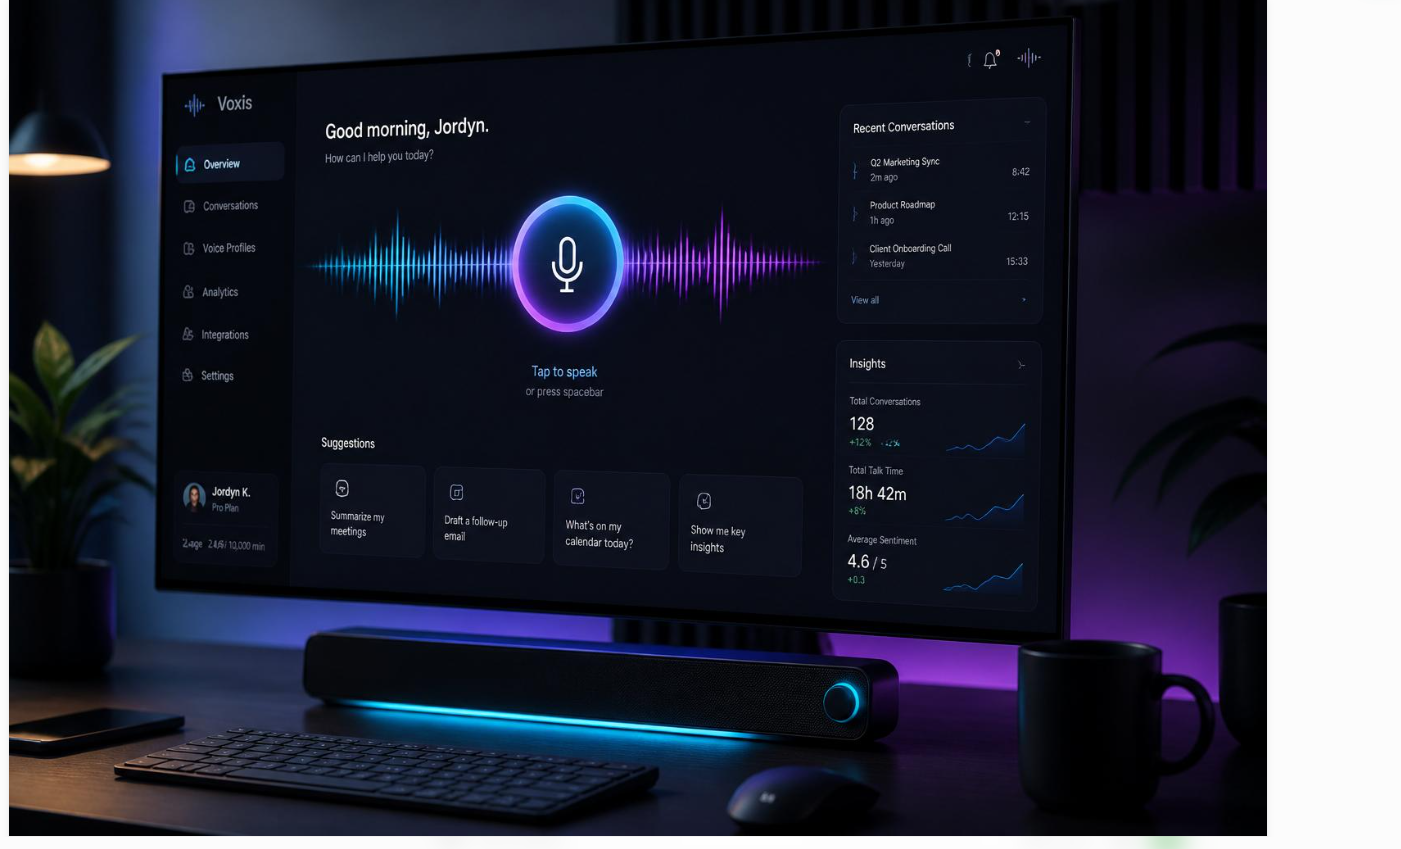 Voxis
Overview
Conversations
Voice Profiles
Analytics
Integrations
Settings
Jordyn K.
Pro Plan
10,000 min
Good morning, Jordyn.
How can I help you today?
Tap to speak
or press spacebar
Suggestions
Summarize my
meetings
Draft a follow-up
email
What's on my
calendar today?
Show me key
insights
Recent Conversations
Q2 Marketing Sync
2m ago
8:42
Product Roadmap
1h ago
12:15
Client Onboarding Call
Yesterday
15:33
View all
Insights
Total Conversations
128
+12%
Total Talk Time
18h 42m
+8%
Average Sentiment
4.6 / 5
+0.3